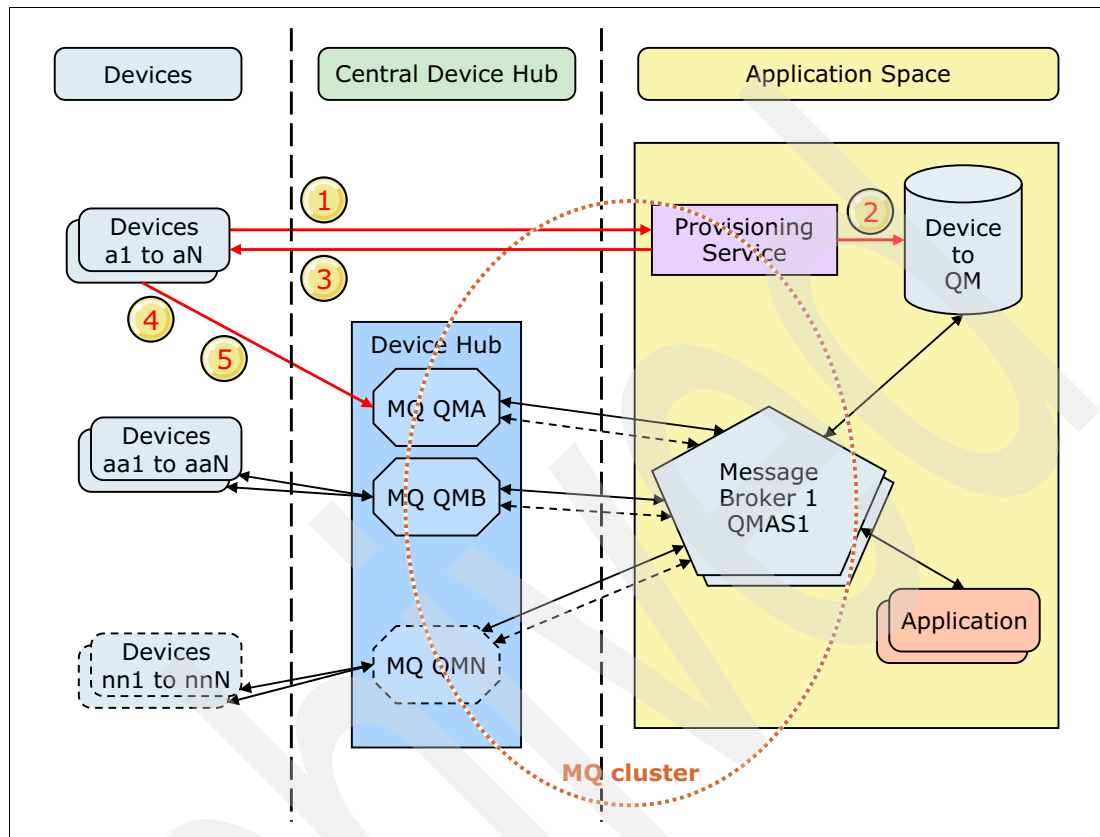 Devices
Central Device Hub
Application Space
1
2
3
4
5
Devices
a1 to aN
Provisioning
Service
Device
to
QM
Device Hub
MQ QMA
Devices
aa1 to aaN
MQ QMB
Message
Broker 1
QMAS1
Devices
nn1 to nnN
MQ QMN
Application
MQ cluster